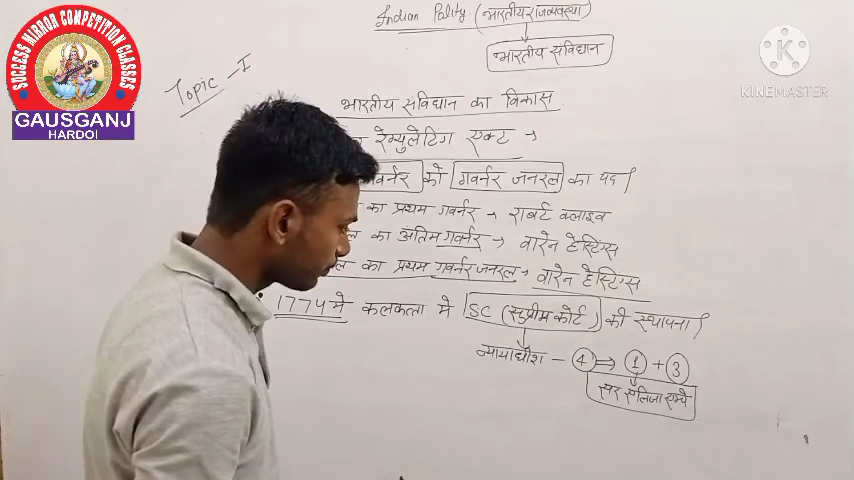 SUCCESS MIRROR COMPETITION CLASSES
GAUSGANJ
HARDOI
KINEMASTER
Indian Polity (भारतीय राजव्यवस्था)
भारतीय संविधान
Topic - I
भारतीय संविधान का विकास
रेग्युलेटिंग एक्ट →
गवर्नर को गवर्नर जनरल का पद।
का प्रथम गवर्नर → राबर्ट क्लाइव
ल का अंतिम गवर्नर → वारेन हेस्टिंग्स
ल का प्रथम गवर्नर जनरल → वारेन हेस्टिंग्स
1774 मे कलकत्ता मे SC (सुप्रीम कोर्ट) की स्थापना।
न्यायाधीश - 4 ⇒ 1 + 3
सर एलिजा इम्पे